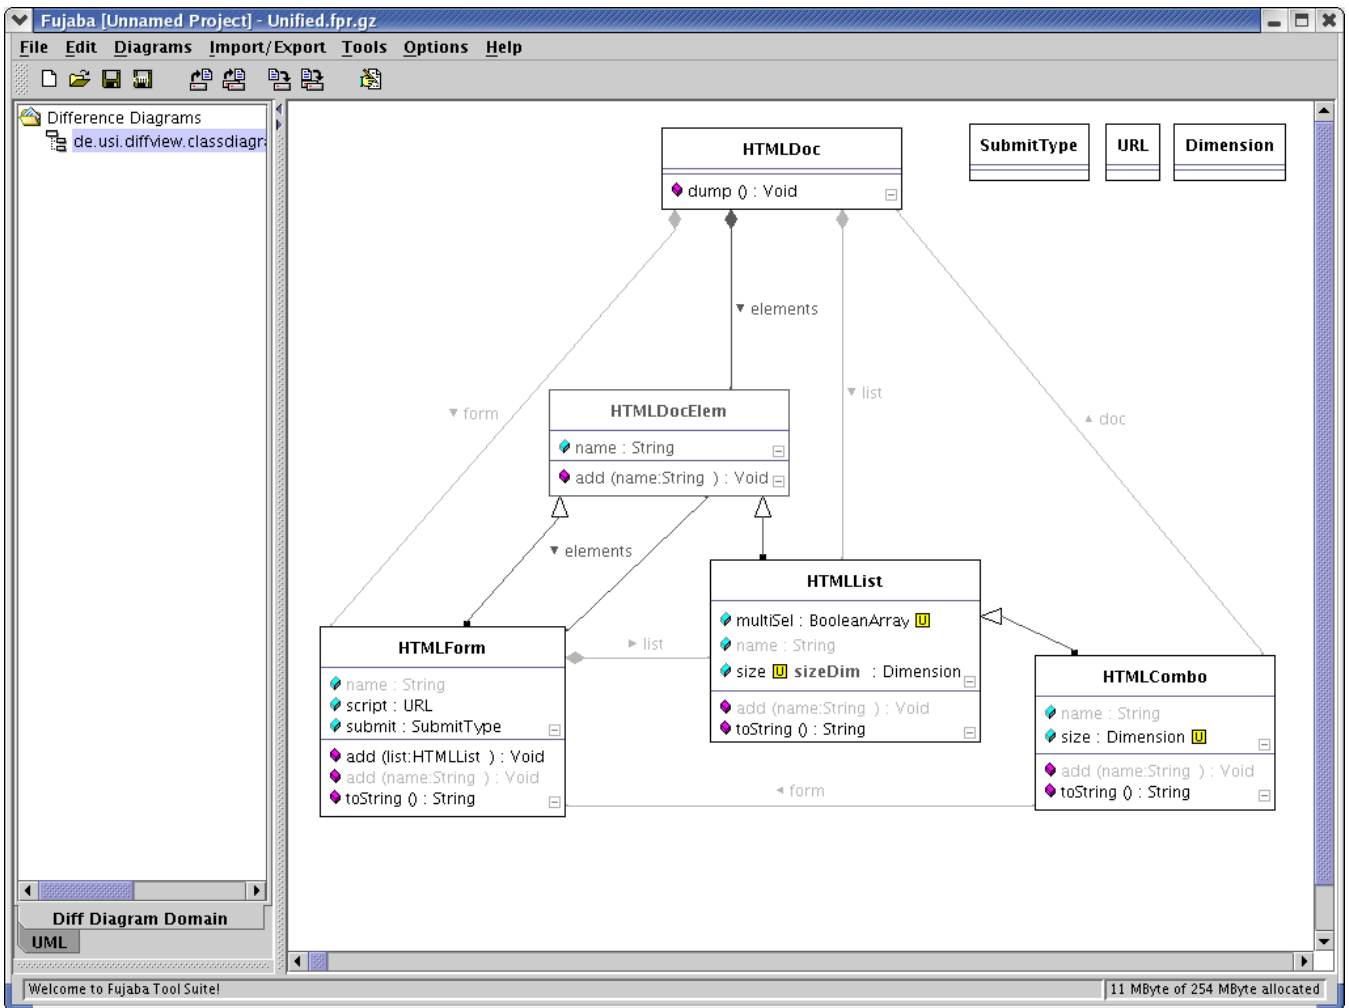 Fujaba [Unnamed Project] - Unified.fpr.gz
File Edit Diagrams Import/Export Tools Options Help
Difference Diagrams
de.usi.diffview.classdiagr
HTMLDoc
dump () : Void
SubmitType
URL
Dimension
elements
form
list
doc
HTMLDocElem
name : String
add (name:String ) : Void
elements
HTMLForm
name : String
script : URL
submit : SubmitType
add (list:HTMLList ) : Void
add (name:String ) : Void
toString () : String
list
HTMLList
multiSel : BooleanArray U
name : String
size U sizeDim : Dimension
add (name:String ) : Void
toString () : String
HTMLCombo
name : String
size : Dimension U
add (name:String ) : Void
toString () : String
form
Diff Diagram Domain
UML
Welcome to Fujaba Tool Suite!
11 MByte of 254 MByte allocated